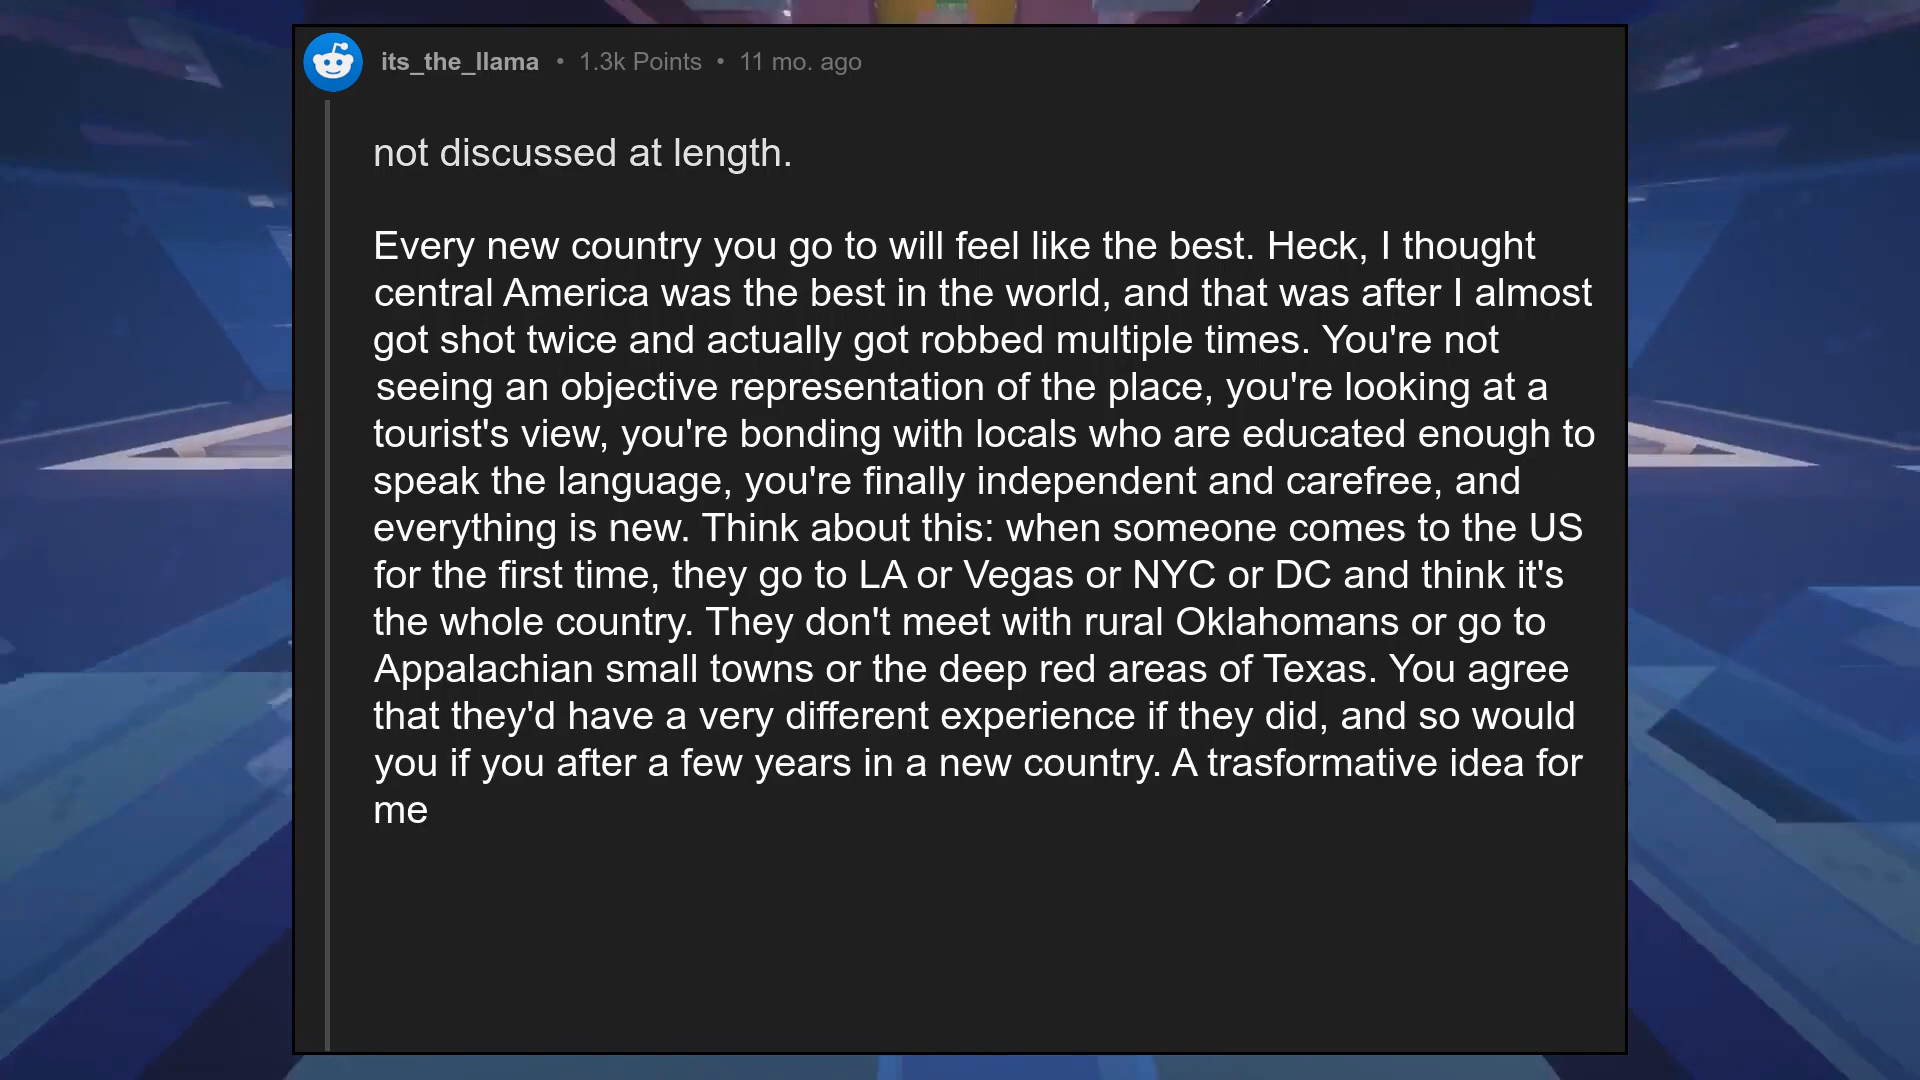 its_the_llama • 1.3k Points • 11 mo. ago
not discussed at length.
Every new country you go to will feel like the best. Heck, I thought
central America was the best in the world, and that was after I almost
got shot twice and actually got robbed multiple times. You're not
seeing an objective representation of the place, you're looking at a
tourist's view, you're bonding with locals who are educated enough to
speak the language, you're finally independent and carefree, and
everything is new. Think about this: when someone comes to the US
for the first time, they go to LA or Vegas or NYC or DC and think it's
the whole country. They don't meet with rural Oklahomans or go to
Appalachian small towns or the deep red areas of Texas. You agree
that they'd have a very different experience if they did, and so would
you if you after a few years in a new country. A trasformative idea for
me